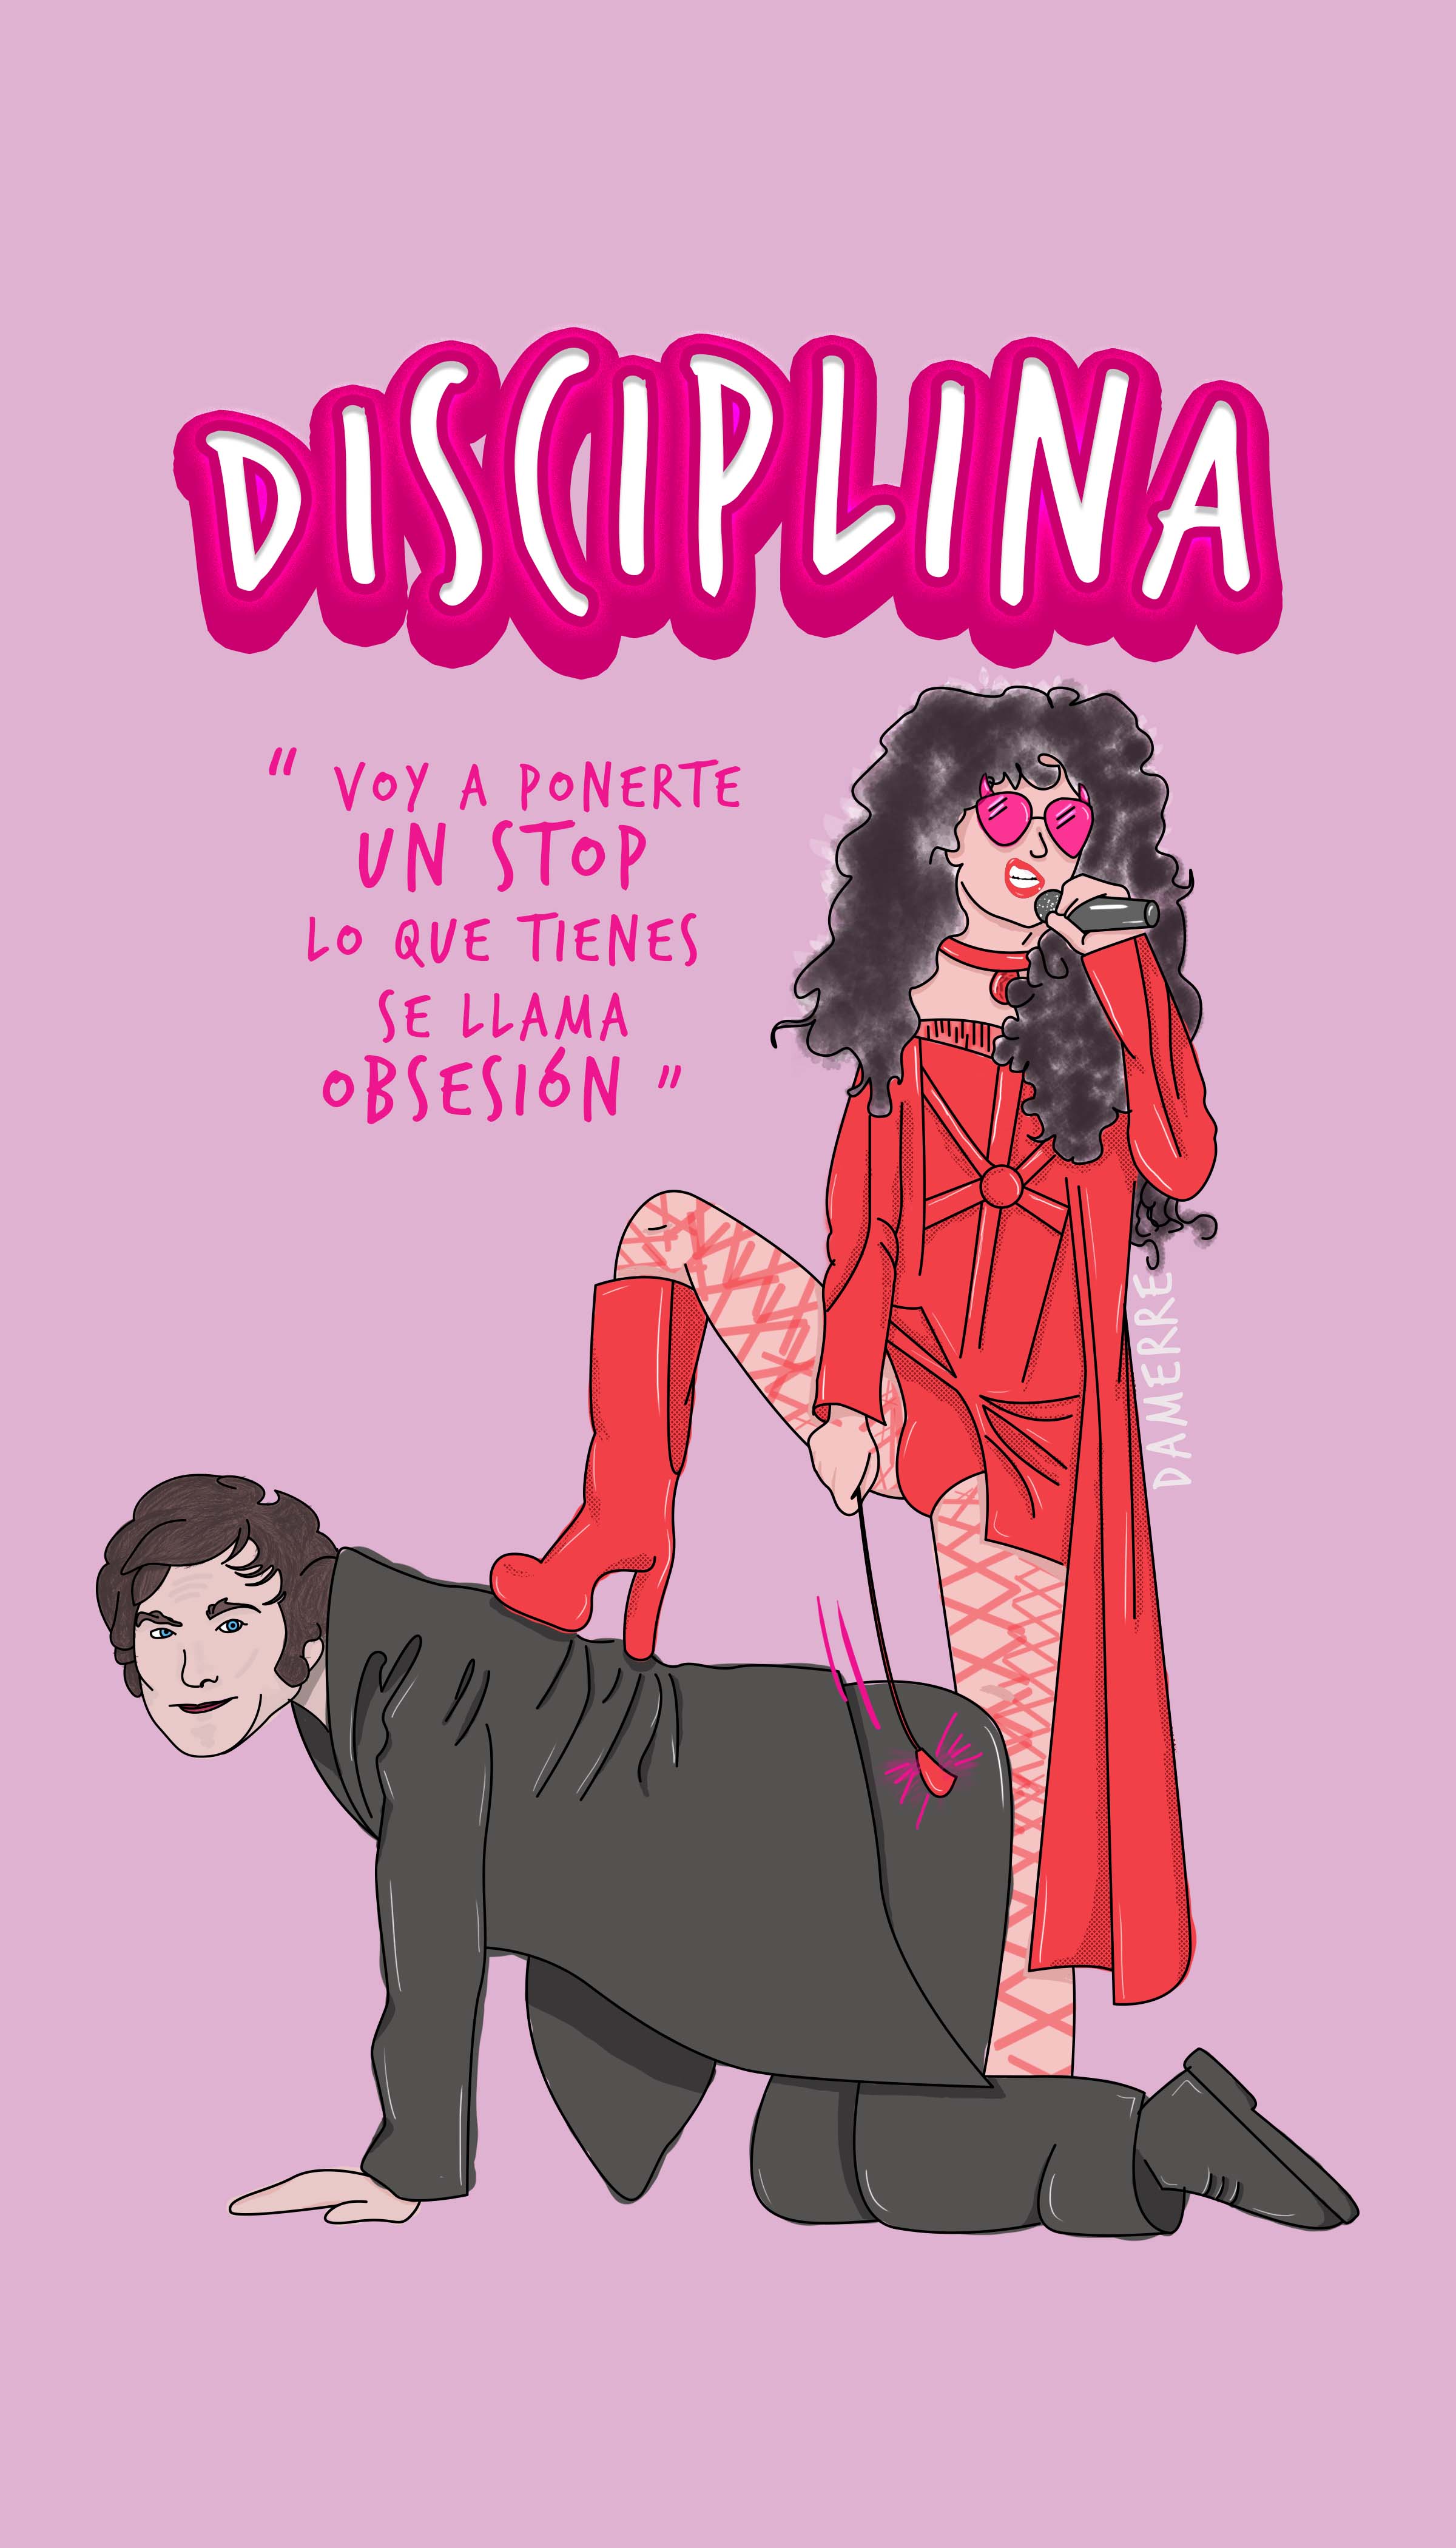 DISCIPLINA
" VOY A PONERTE
UN STOP
LO QUE TIENES
SE LLAMA
OBSESIÓN "
DAMERRE